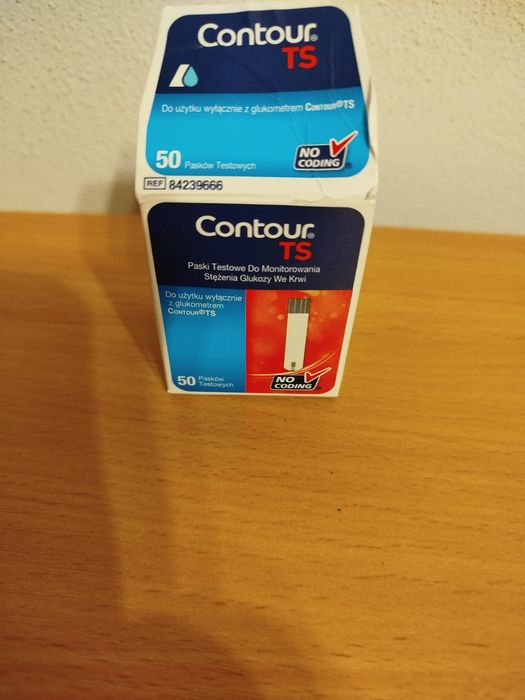 Contour®
TS
Do użytku wyłącznie z glukometrem CONTOUR®TS
50 Pasków Testowych
NO
CODING
®
REF 84239666
Contour®
TS
Paski Testowe Do Monitorowania
Stężenia Glukozy We Krwi
Do użytku wyłącznie
z glukometrem
CONTOUR®TS
50 Pasków
Testowych
NO
CODING
®